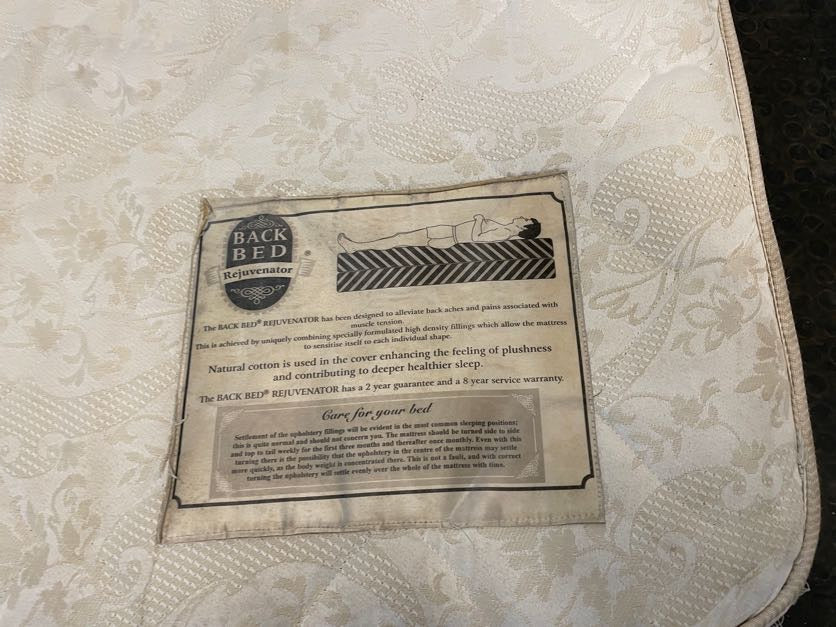 BACK
BED
Rejuvenator
®
The BACK BED® REJUVENATOR has been designed to alleviate back aches and pains associated with
muscle tension.
This is achieved by uniquely combining specially formulated high density fillings which allow the mattress
to sensitise itself to each individual shape.
Natural cotton is used in the cover enhancing the feeling of plushness
and contributing to deeper healthier sleep.
The BACK BED® REJUVENATOR has a 2 year guarantee and a 8 year service warranty.
Care for your bed
Settlement of the upholstery fillings will be evident in the most common sleeping positions;
this is quite normal and should not concern you. The mattress should be turned side to side
and top to tail weekly for the first three months and thereafter once monthly. Even with this
turning there is the possibility that the upholstery in the centre of the mattress may settle
more quickly, as the body weight is concentrated there. This is not a fault, and with correct
turning the upholstery will settle evenly over the whole of the mattress with time.